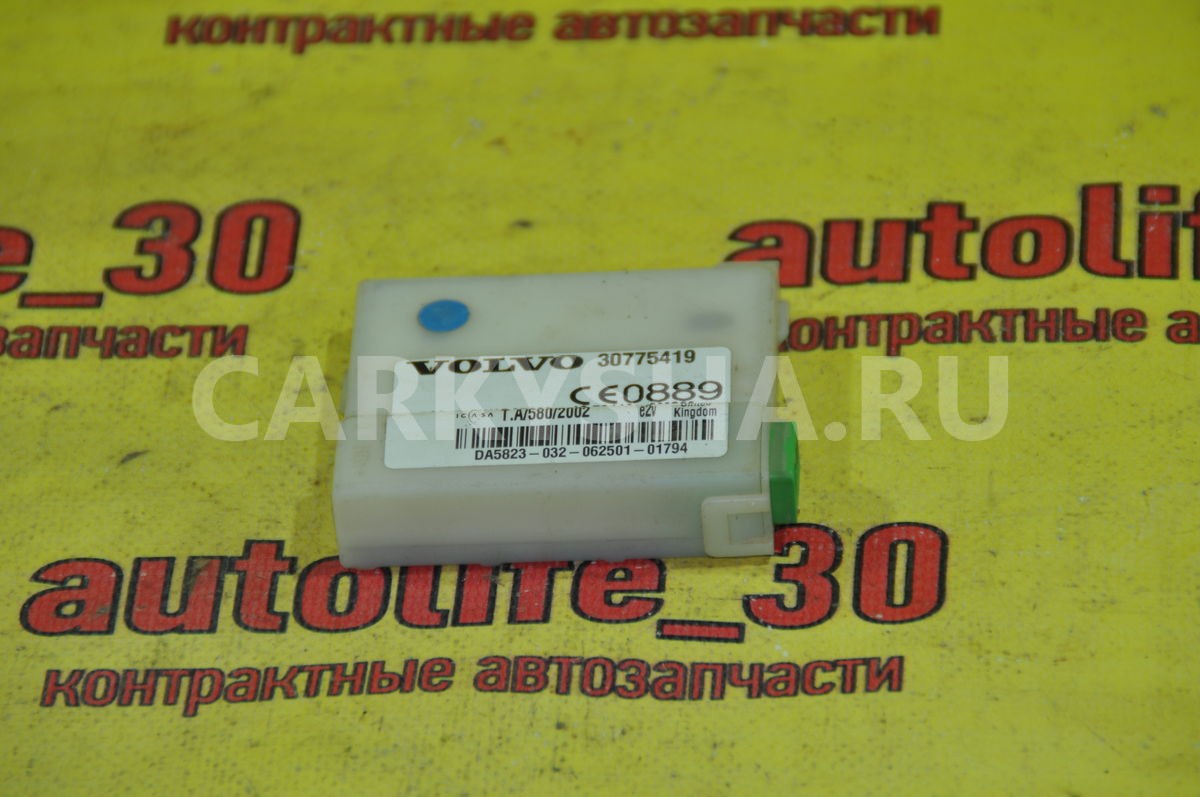 контрактные автозапчасти
e_30
autolif
запчасти
контрактные
VOLVO 30775419
CE0889
T.A/580/2002 Kingdom
DA5823-032-062501-01794
CARKYSHA.RU
autolife_30
контрактные автозапчасти